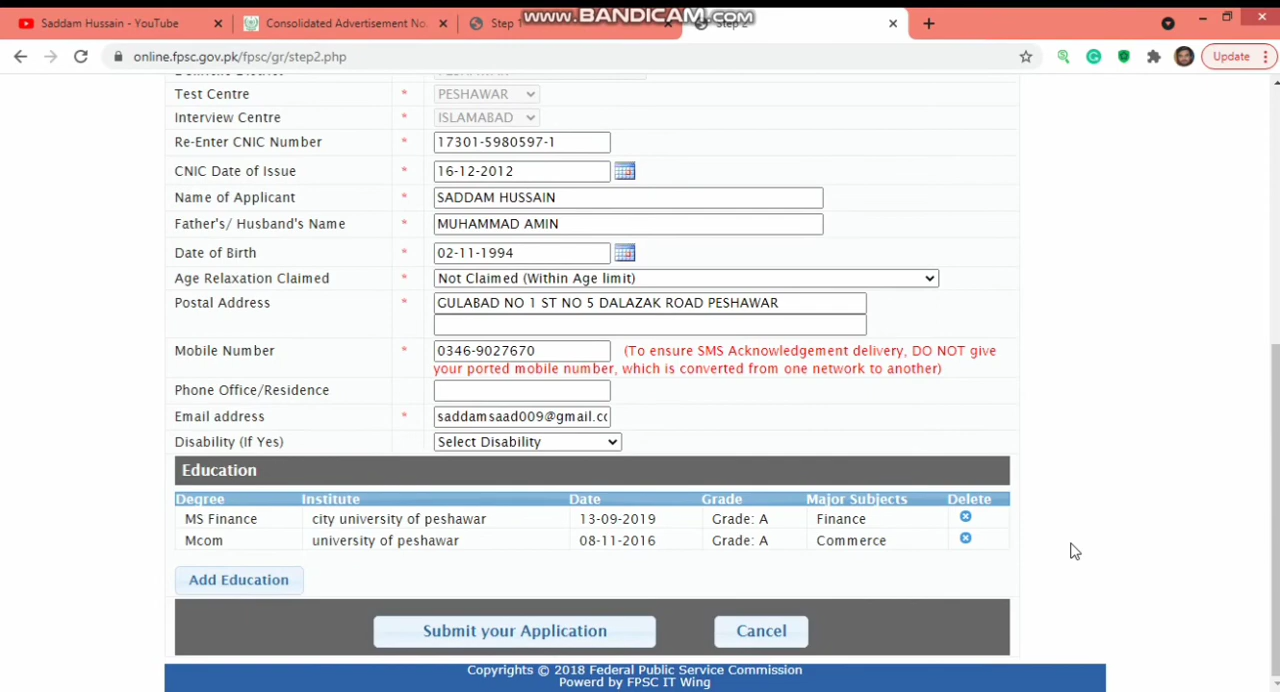 www.BANDICAM.com
Saddam Hussain - YouTube
Consolidated Advertisement No.
Step 1
Step 2
online.fpsc.gov.pk/fpsc/gr/step2.php
Update
Test Centre * PESHAWAR
Interview Centre * ISLAMABAD
Re-Enter CNIC Number * 17301-5980597-1
CNIC Date of Issue * 16-12-2012
Name of Applicant * SADDAM HUSSAIN
Father's/ Husband's Name * MUHAMMAD AMIN
Date of Birth * 02-11-1994
Age Relaxation Claimed * Not Claimed (Within Age limit)
Postal Address * GULABAD NO 1 ST NO 5 DALAZAK ROAD PESHAWAR
Mobile Number * 0346-9027670 (To ensure SMS Acknowledgement delivery, DO NOT give
your ported mobile number, which is converted from one network to another)
Phone Office/Residence
Email address * saddamsaad009@gmail.cc
Disability (If Yes) Select Disability
Education
Degree Institute Date Grade Major Subjects Delete
MS Finance city university of peshawar 13-09-2019 Grade: A Finance
Mcom university of peshawar 08-11-2016 Grade: A Commerce
Add Education
Submit your Application Cancel
Copyrights © 2018 Federal Public Service Commission
Powered by FPSC IT Wing